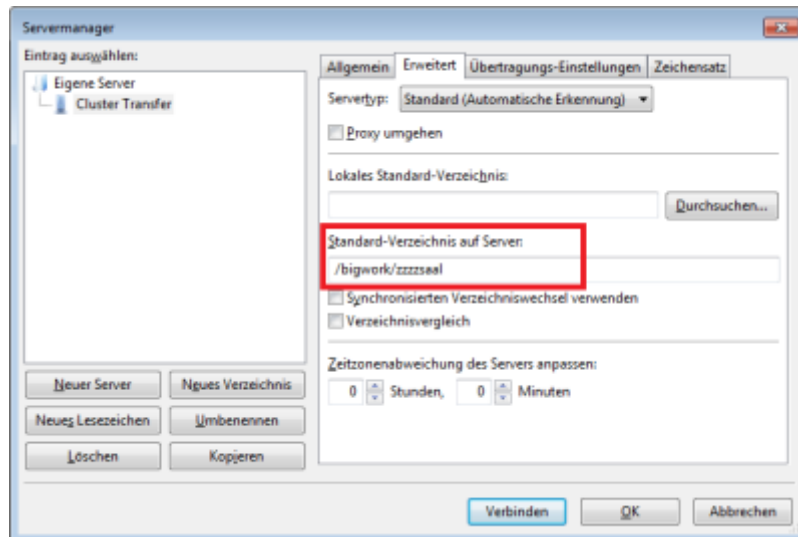 Servermanager
Eintrag auswählen:
Eigene Server
Cluster Transfer
Neuer Server
Neues Verzeichnis
Neues Lesezeichen
Umbenennen
Löschen
Kopieren
Allgemein Erweitert Übertragungs-Einstellungen Zeichensatz
Servertyp: Standard (Automatische Erkennung)
Proxy umgehen
Lokales Standard-Verzeichnis:
Durchsuchen...
Standard-Verzeichnis auf Server:
/bigwork/zzzzsaal
Synchronisierten Verzeichniswechsel verwenden
Verzeichnisvergleich
Zeitzonenabweichung des Servers anpassen:
0 Stunden, 0 Minuten
Verbinden OK Abbrechen